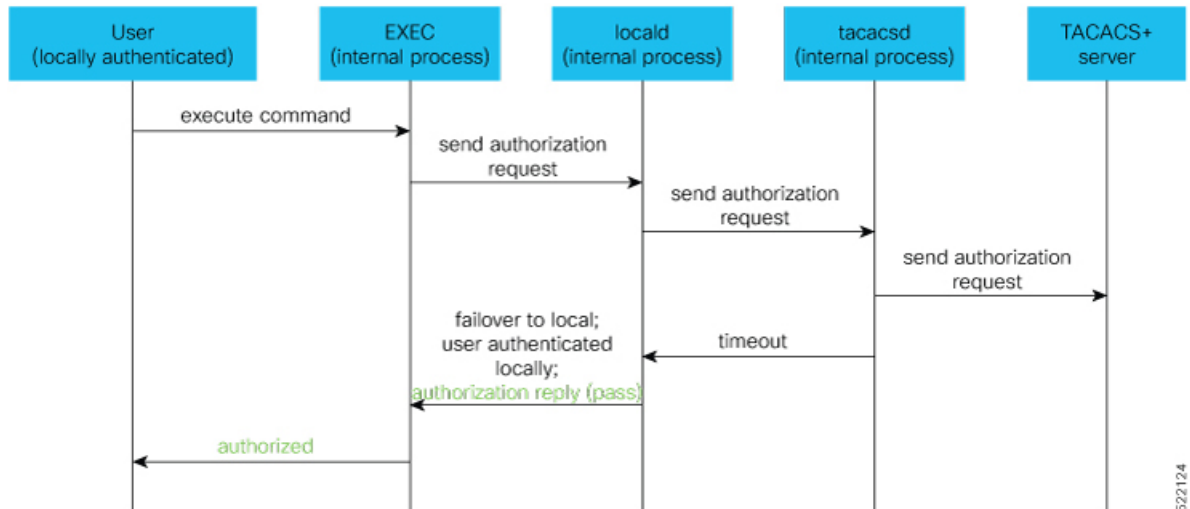 User
(locally authenticated)
EXEC
(internal process)
locald
(internal process)
tacacsd
(internal process)
TACACS+
server
execute command
send authorization
request
send authorization
request
send authorization
request
timeout
failover to local;
user authenticated
locally;
authorization reply (pass)
authorized
522124